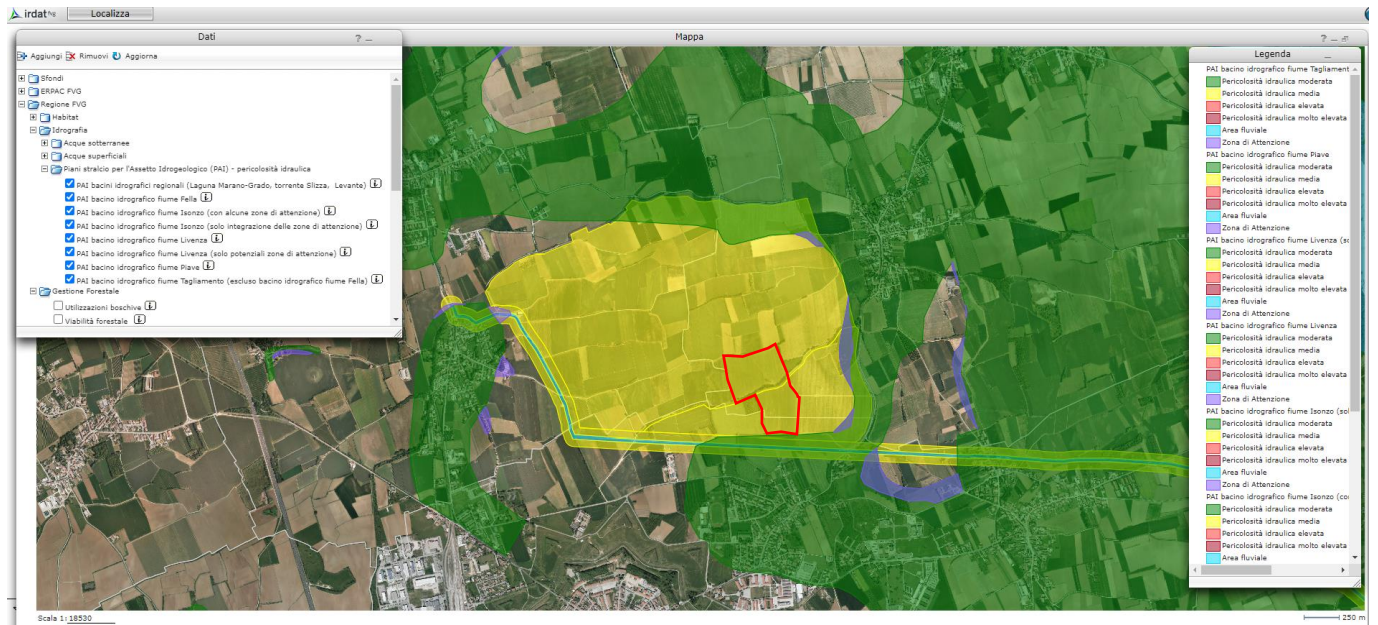 irdat fvg
Localizza
Dati
? _
Aggiungi Rimuovi Aggiorna
Sfondi
ERPAC FVG
Regione FVG
Habitat
Idrografia
Acque sotterranee
Acque superficiali
Piani stralcio per l'Assetto Idrogeologico (PAI) - pericolosità idraulica
PAI bacini idrografici regionali (Laguna Marano-Grado, torrente Slizza, Levante)
PAI bacino idrografico fiume Fella
PAI bacino idrografico fiume Isonzo (con alcune zone di attenzione)
PAI bacino idrografico fiume Isonzo (solo integrazione delle zone di attenzione)
PAI bacino idrografico fiume Livenza
PAI bacino idrografico fiume Livenza (solo potenziali zone di attenzione)
PAI bacino idrografico fiume Piave
PAI bacino idrografico fiume Tagliamento (escluso bacino idrografico fiume Fella)
Gestione Forestale
Utilizzazioni boschive
Viabilità forestale
Mappa
? _
Legenda
_
PAI bacino idrografico fiume Tagliament
Pericolosità idraulica moderata
Pericolosità idraulica media
Pericolosità idraulica elevata
Pericolosità idraulica molto elevata
Area fluviale
Zona di Attenzione
PAI bacino idrografico fiume Piave
Pericolosità idraulica moderata
Pericolosità idraulica media
Pericolosità idraulica elevata
Pericolosità idraulica molto elevata
Area fluviale
Zona di Attenzione
PAI bacino idrografico fiume Livenza (so
Pericolosità idraulica moderata
Pericolosità idraulica media
Pericolosità idraulica elevata
Pericolosità idraulica molto elevata
Area fluviale
Zona di Attenzione
PAI bacino idrografico fiume Livenza
Pericolosità idraulica moderata
Pericolosità idraulica media
Pericolosità idraulica elevata
Pericolosità idraulica molto elevata
Area fluviale
Zona di Attenzione
PAI bacino idrografico fiume Isonzo (sol
Pericolosità idraulica moderata
Pericolosità idraulica media
Pericolosità idraulica elevata
Pericolosità idraulica molto elevata
Area fluviale
Zona di Attenzione
PAI bacino idrografico fiume Isonzo (co
Pericolosità idraulica moderata
Pericolosità idraulica media
Pericolosità idraulica elevata
Pericolosità idraulica molto elevata
Area fluviale
Scala 1: 18530
250 m